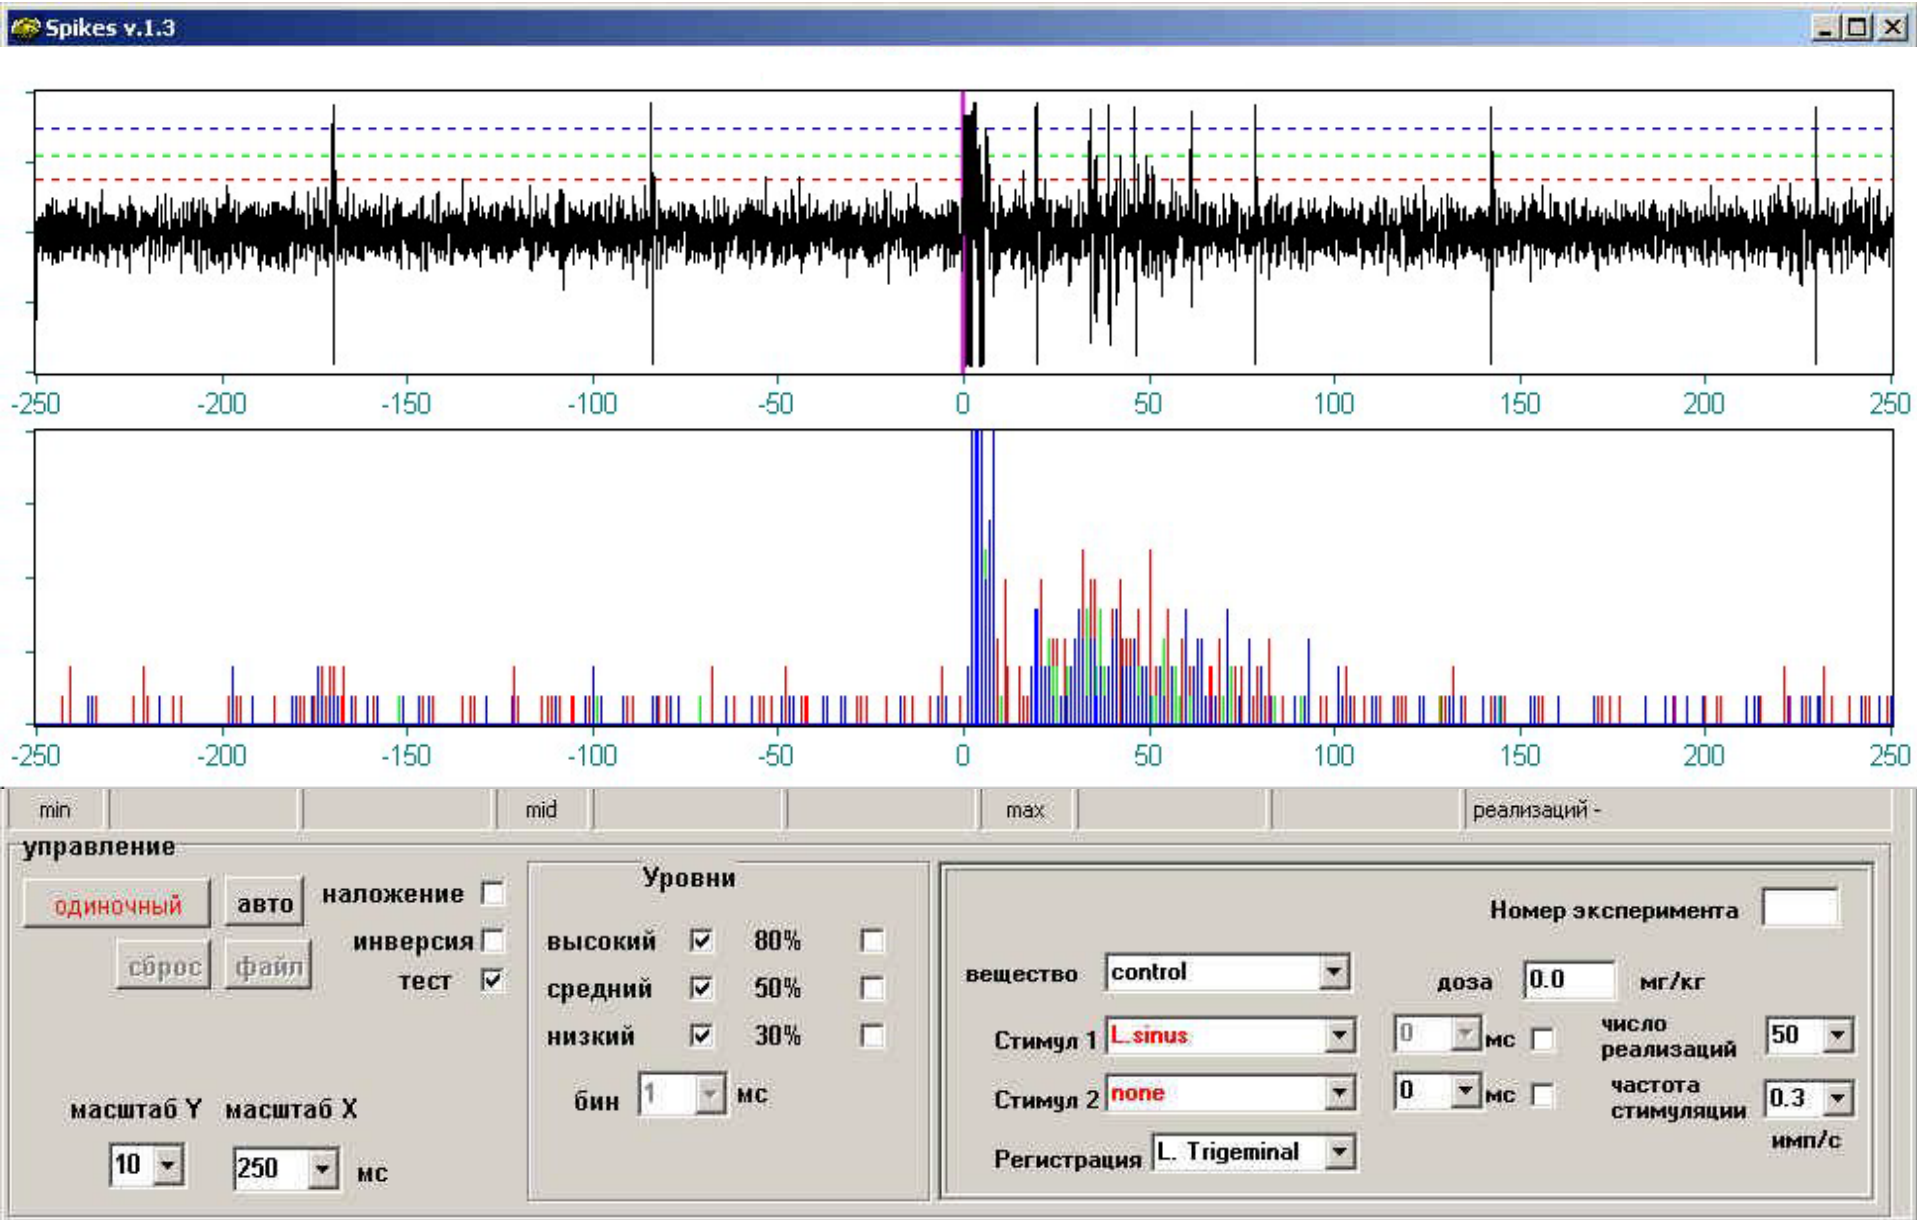 Spikes v.1.3
-250 -200 -150 -100 -50 0 50 100 150 200 250
-250 -200 -150 -100 -50 0 50 100 150 200 250
min mid max реализаций -
управление
одиночный авто наложение
инверсия
сброс файл
тест
масштаб Y масштаб X
10 250 мс
Уровни
высокий 80%
средний 50%
низкий 30%
бин 1 мс
Номер эксперимента
вещество control доза 0.0 мг/кг
Стимул 1 L.sinus 0 мс
число
реализаций 50
Стимул 2 none 0 мс
частота
стимуляции 0.3
имп/с
Регистрация L. Trigeminal